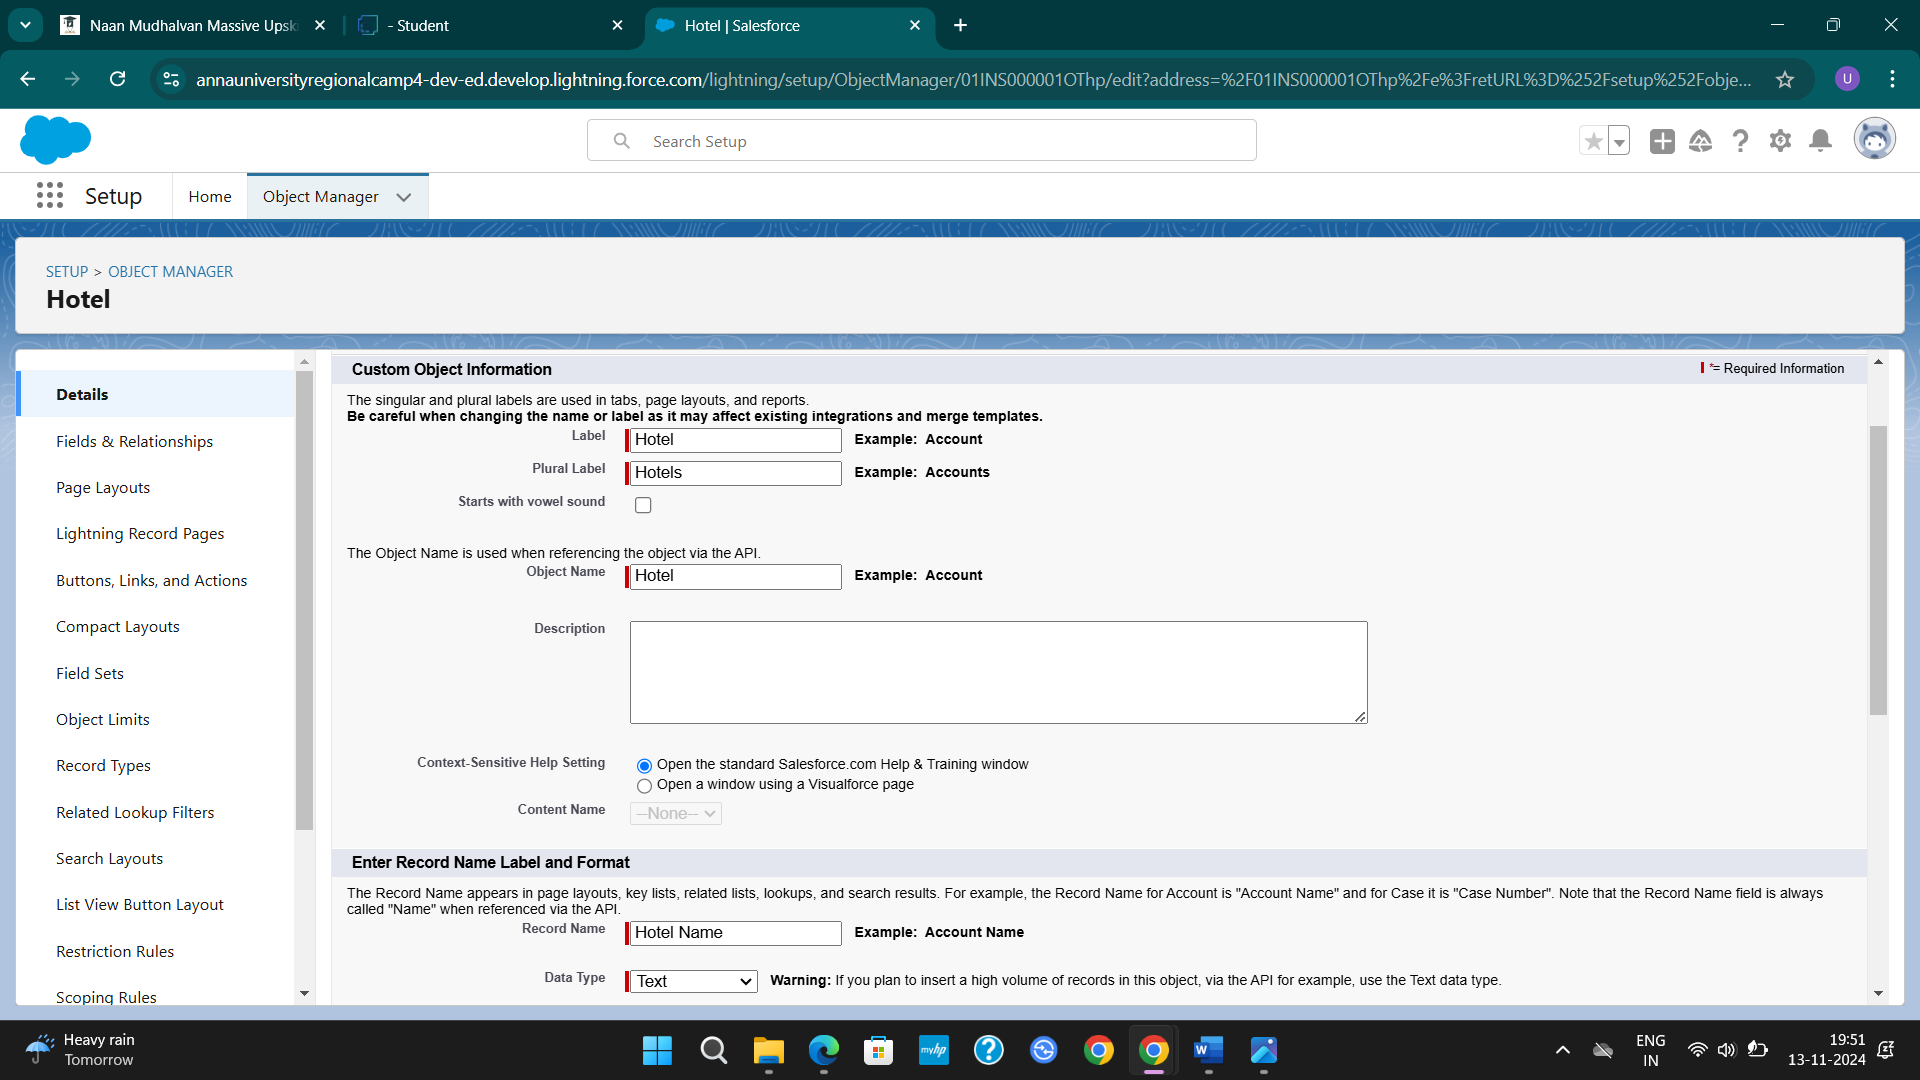 Naan Mudhalvan Massive Upsk
- Student
Hotel | Salesforce
annauniversityregionalcamp4-dev-ed.develop.lightning.force.com/lightning/setup/ObjectManager/01INS000001OThp/edit?address=%2F01INS000001OThp%2Fe%3FretURL%3D%252Fsetup%252Fobje...
U
Search Setup
Setup
Home
Object Manager
SETUP > OBJECT MANAGER
Hotel
Details
Fields & Relationships
Page Layouts
Lightning Record Pages
Buttons, Links, and Actions
Compact Layouts
Field Sets
Object Limits
Record Types
Related Lookup Filters
Search Layouts
List View Button Layout
Restriction Rules
Scoping Rules
Custom Object Information
*= Required Information
The singular and plural labels are used in tabs, page layouts, and reports.
Be careful when changing the name or label as it may affect existing integrations and merge templates.
Label Hotel Example: Account
Plural Label Hotels Example: Accounts
Starts with vowel sound
The Object Name is used when referencing the object via the API.
Object Name Hotel Example: Account
Description
Context-Sensitive Help Setting Open the standard Salesforce.com Help & Training window
Open a window using a Visualforce page
Content Name --None--
Enter Record Name Label and Format
The Record Name appears in page layouts, key lists, related lists, lookups, and search results. For example, the Record Name for Account is "Account Name" and for Case it is "Case Number". Note that the Record Name field is always
called "Name" when referenced via the API.
Record Name Hotel Name Example: Account Name
Data Type Text Warning: If you plan to insert a high volume of records in this object, via the API for example, use the Text data type.
Heavy rain
Tomorrow
myhp
W
ENG
IN
19:51
13-11-2024